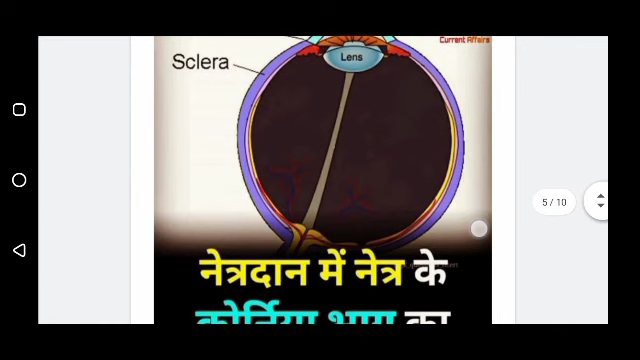 Current Affairs
Lens
Sclera
5 / 10
नेत्रदान में नेत्र के
कोर्निया भाग का